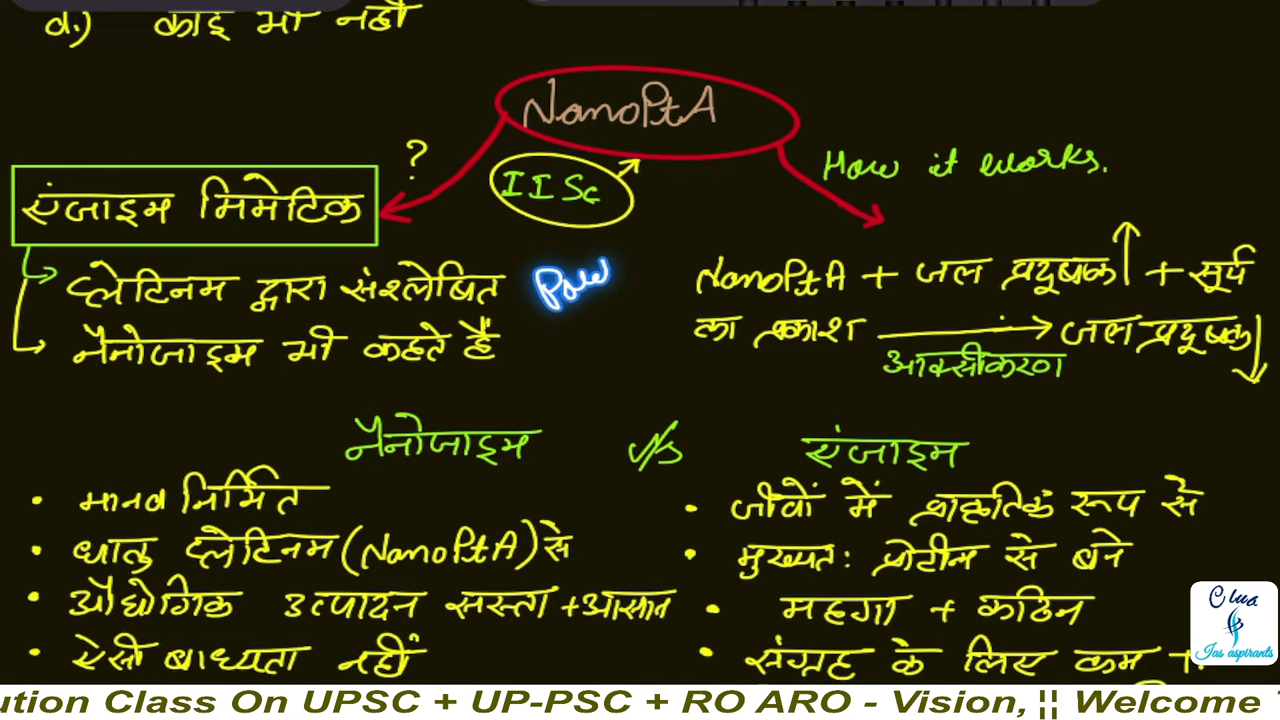 d.) कोई भी नहीं
NanoPtA
IISc
?
How it works.
एंजाइम मिमेटिक
प्लेटिनम द्वारा संश्लेषित
नैनोजाइम भी कहते हैं
NanoPtA + जल प्रदूषक + सूर्य
का प्रकाश जल प्रदूषक
आक्सीकरण
नैनोजाइम v/s एंजाइम
• मानव निर्मित
• जीवों में प्राकृतिक रूप से
• धातु प्लेटिनम (NanoPtA) से
• मुख्यत: प्रोटीन से बने
• औद्योगिक उत्पादन सस्ता + आसान
• महगा + कठिन
• ऐसी बाध्यता नहीं
• संग्रह के लिए कम
Clue
Ias aspirants
ution Class On UPSC + UP-PSC + RO ARO - Vision, ¦¦ Welcome